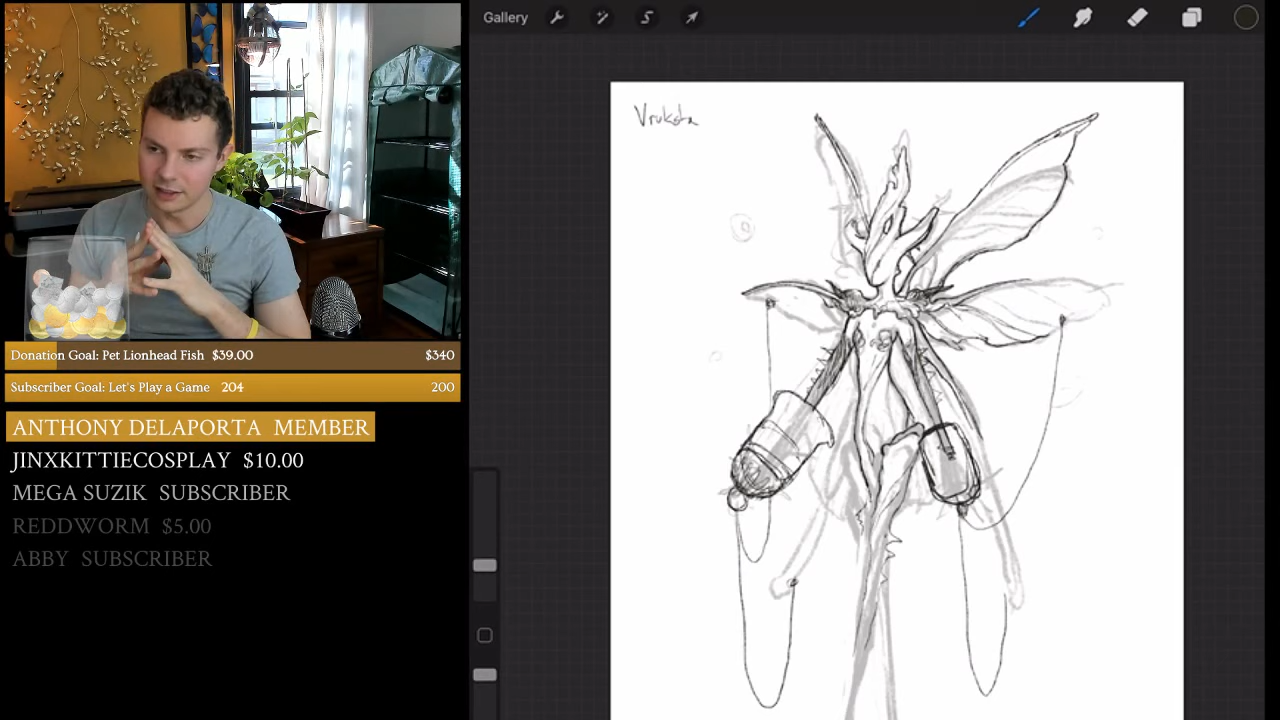 Gallery
Vruksta
Donation Goal: Pet Lionhead Fish $39.00 $340
Subscriber Goal: Let's Play a Game 204 200
ANTHONY DELAPORTA MEMBER
JINXKITTIECOSPLAY $10.00
MEGA SUZIK SUBSCRIBER
REDDWORM $5.00
ABBY SUBSCRIBER